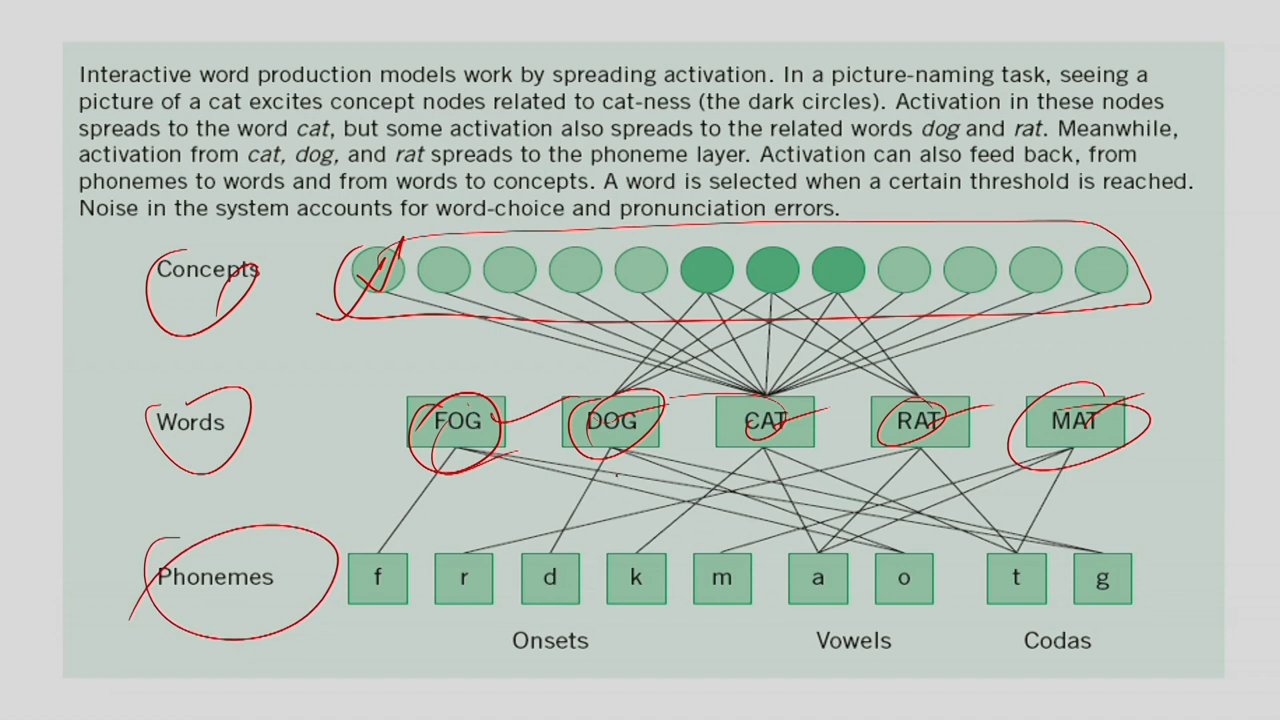 Interactive word production models work by spreading activation. In a picture-naming task, seeing a
picture of a cat excites concept nodes related to cat-ness (the dark circles). Activation in these nodes
spreads to the word cat, but some activation also spreads to the related words dog and rat. Meanwhile,
activation from cat, dog, and rat spreads to the phoneme layer. Activation can also feed back, from
phonemes to words and from words to concepts. A word is selected when a certain threshold is reached.
Noise in the system accounts for word-choice and pronunciation errors.
Concepts
Words FOG DOG CAT RAT MAT
Phonemes f r d k m a o t g
Onsets Vowels Codas